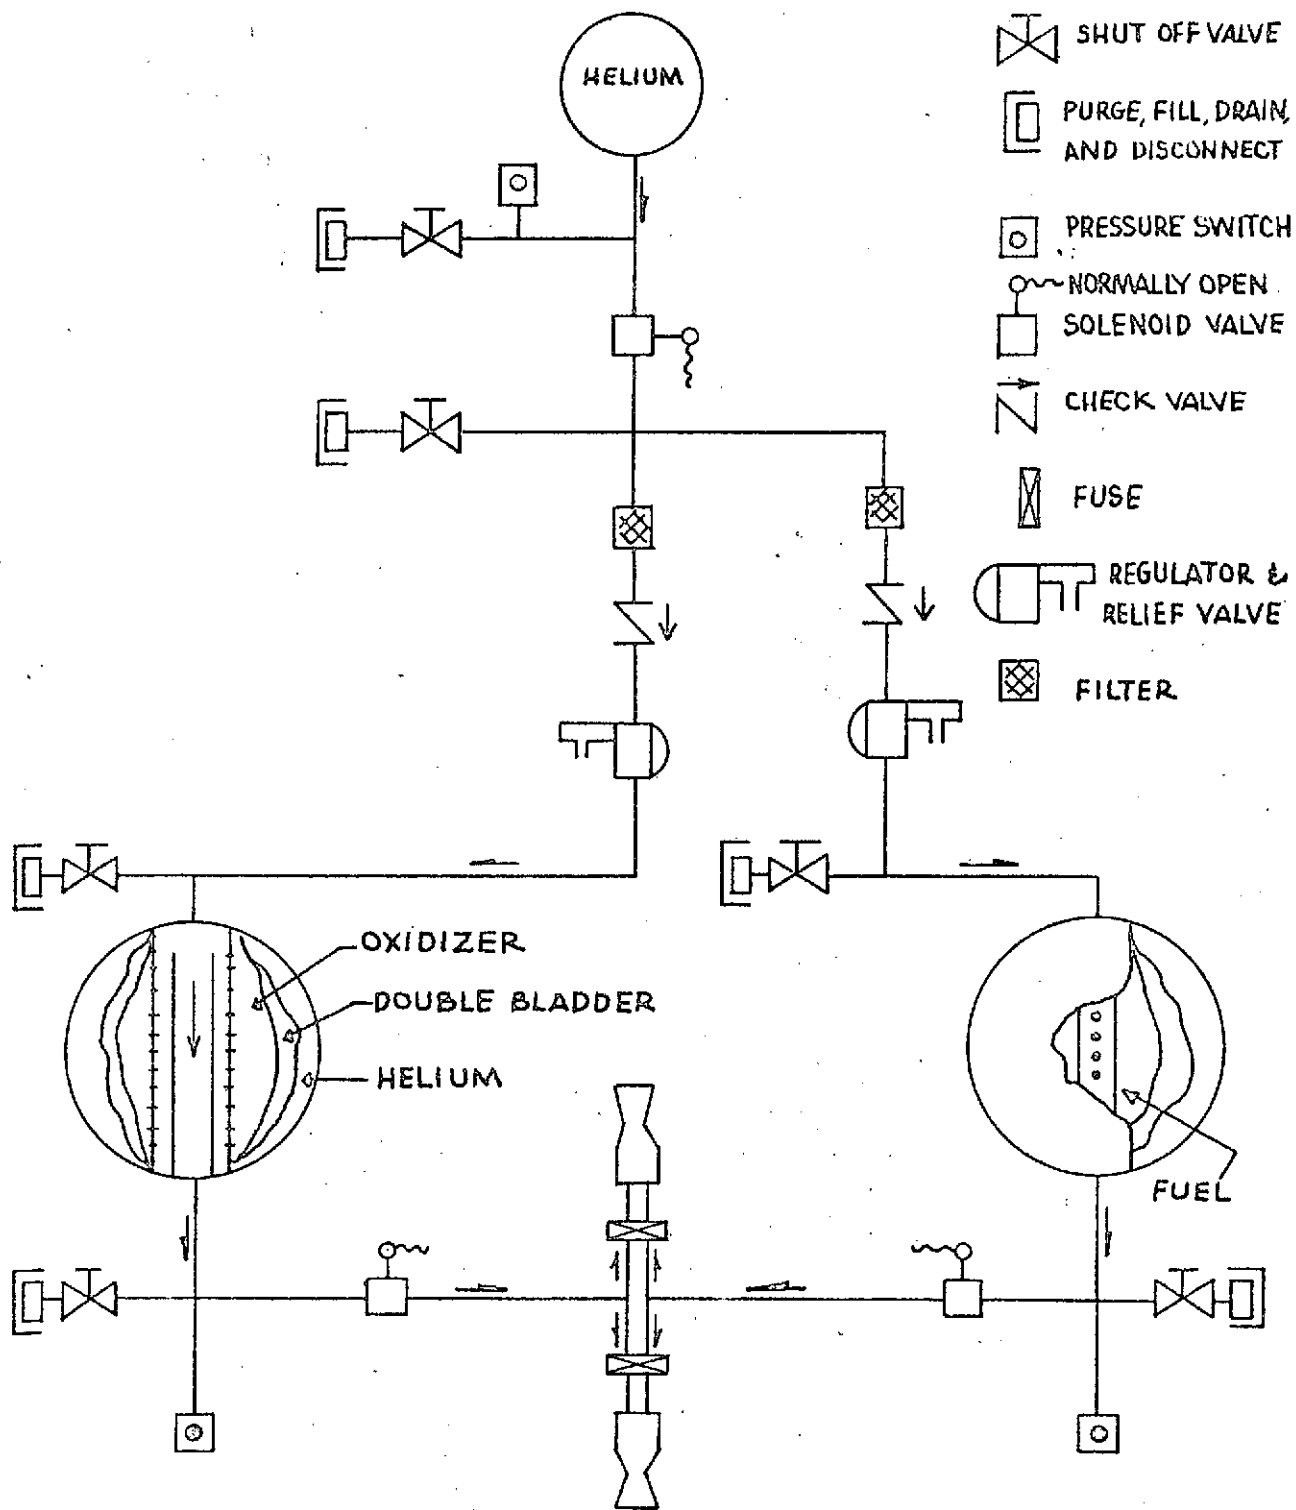 HELIUM
SHUT OFF VALVE
PURGE, FILL, DRAIN,
AND DISCONNECT
PRESSURE SWITCH
NORMALLY OPEN
SOLENOID VALVE
CHECK VALVE
FUSE
REGULATOR &
RELIEF VALVE
FILTER
OXIDIZER
DOUBLE BLADDER
HELIUM
FUEL